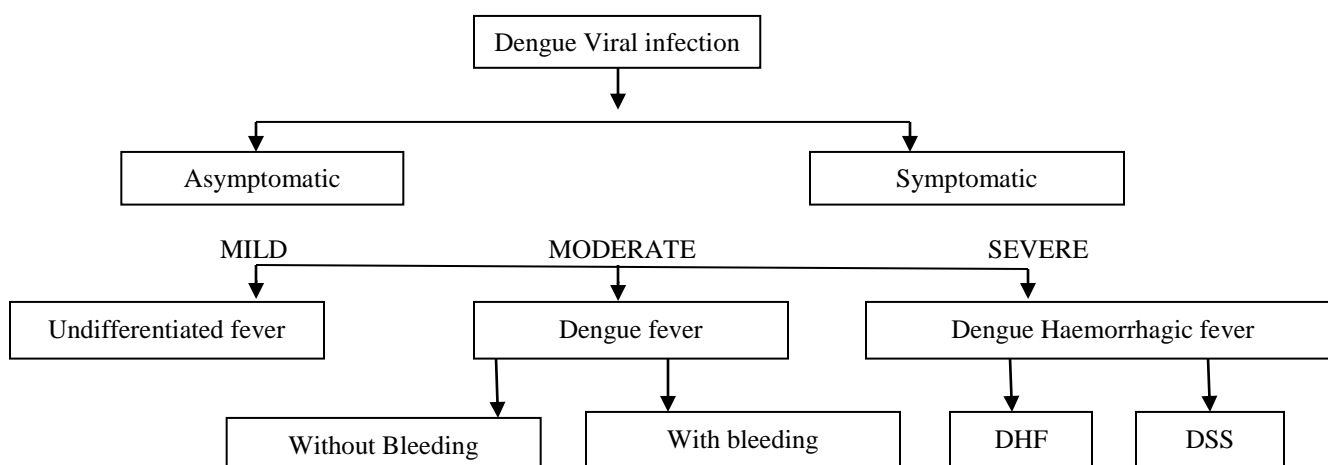 Dengue Viral infection
Asymptomatic
Symptomatic
MILD
MODERATE
SEVERE
Undifferentiated fever
Dengue fever
Dengue Haemorrhagic fever
Without Bleeding
With bleeding
DHF
DSS